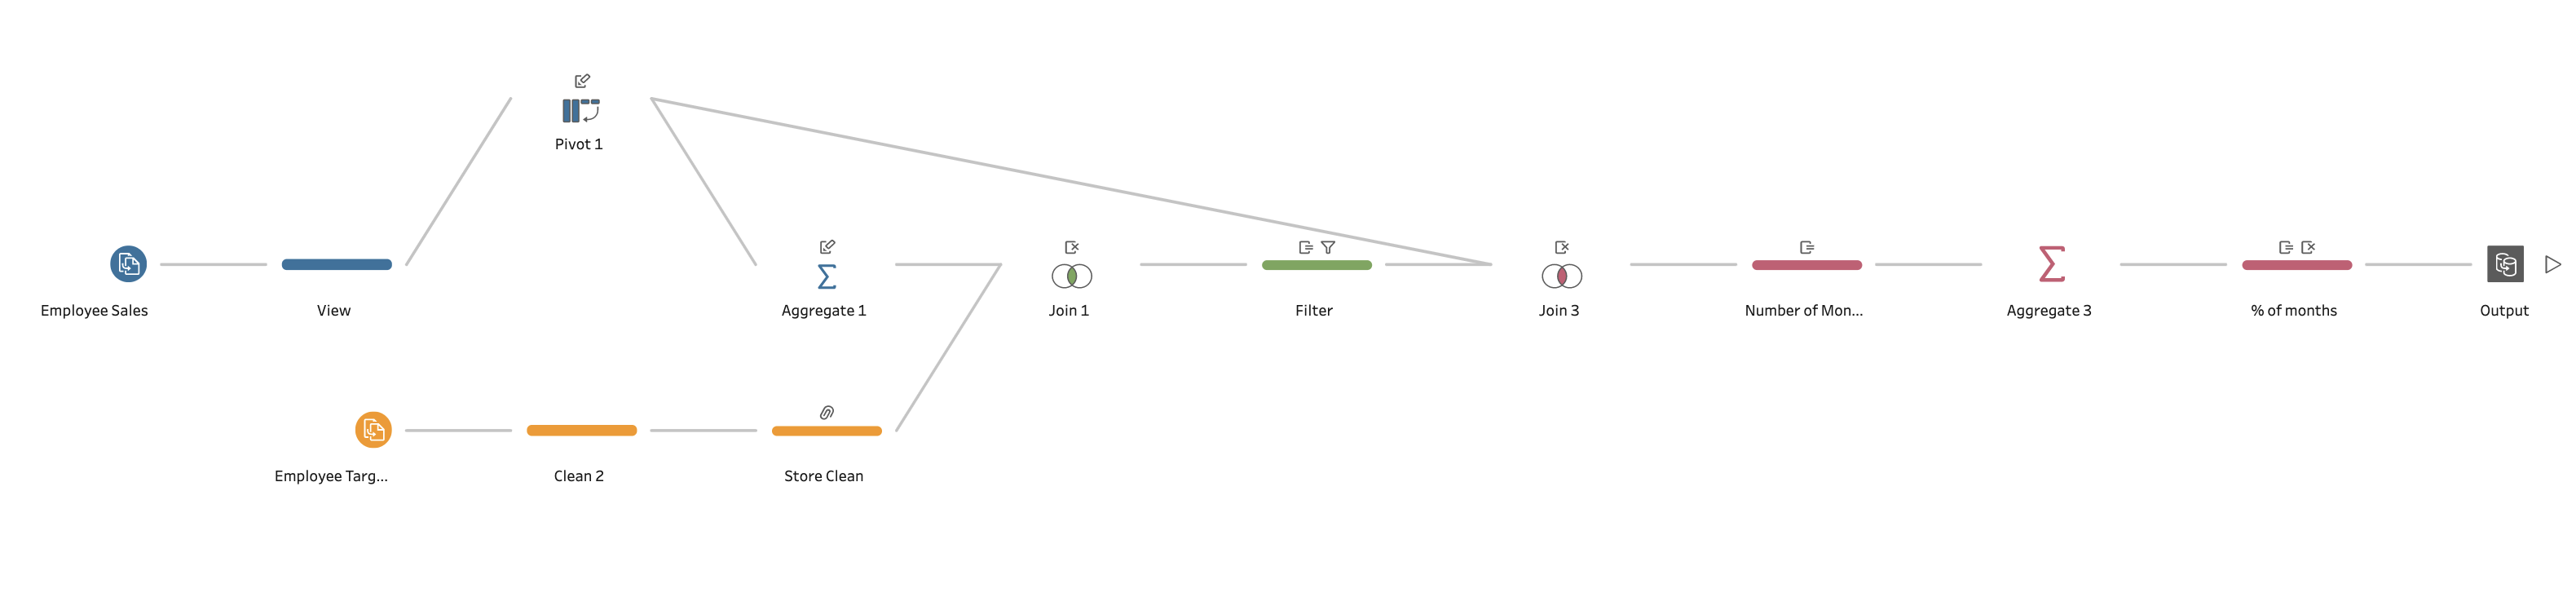 Pivot 1
Employee Sales
View
Aggregate 1
Join 1
Filter
Join 3
Number of Mon...
Aggregate 3
% of months
Output
Employee Targ...
Clean 2
Store Clean